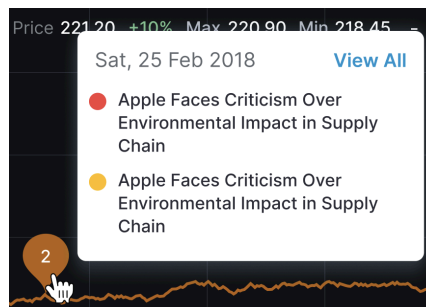 Price 221.20 +10% Max 220.90 Min 218.45 -
Sat, 25 Feb 2018 View All
Apple Faces Criticism Over
Environmental Impact in Supply
Chain
Apple Faces Criticism Over
Environmental Impact in Supply
Chain
2